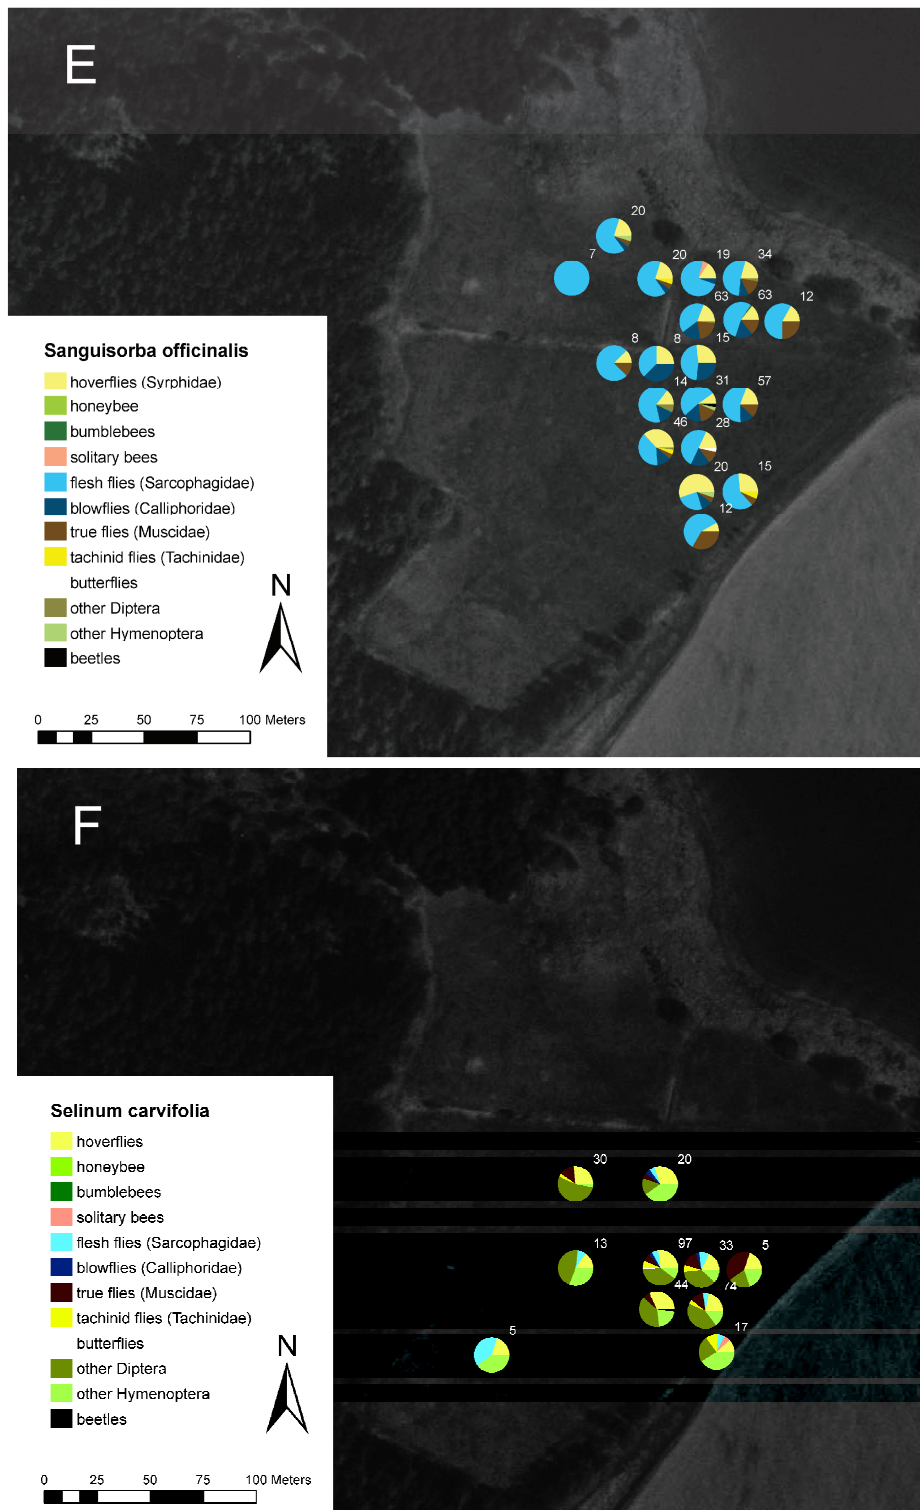 E
20
7
20
19
34
63
63
12
8
8
15
14
31
57
46
28
20
15
12
Sanguisorba officinalis
hoverflies (Syrphidae)
honeybee
bumblebees
solitary bees
flesh flies (Sarcophagidae)
blowflies (Calliphoridae)
true flies (Muscidae)
tachinid flies (Tachinidae)
butterflies
other Diptera
other Hymenoptera
beetles
N
0 25 50 75 100 Meters
F
30
20
13
97
33
5
44
74
5
17
Selinum carvifolia
hoverflies
honeybee
bumblebees
solitary bees
flesh flies (Sarcophagidae)
blowflies (Calliphoridae)
true flies (Muscidae)
tachinid flies (Tachinidae)
butterflies
other Diptera
other Hymenoptera
beetles
N
0 25 50 75 100 Meters